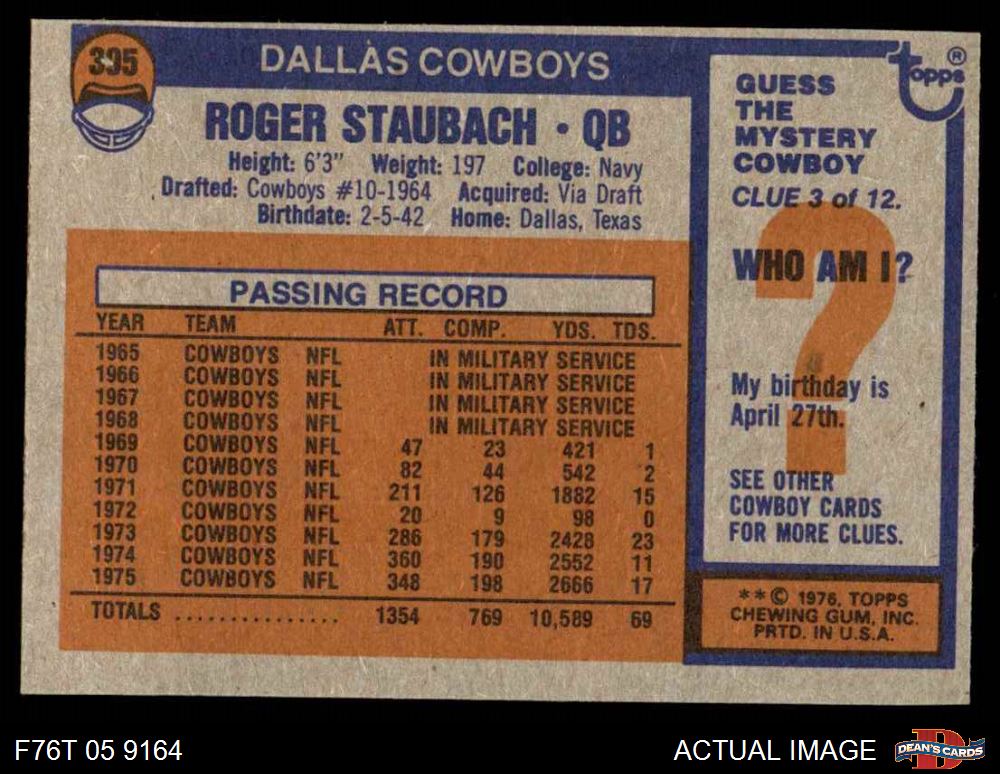 395
DALLAS COWBOYS
ROGER STAUBACH • QB
Height: 6'3" Weight: 197 College: Navy
Drafted: Cowboys #10-1964 Acquired: Via Draft
Birthdate: 2-5-42 Home: Dallas, Texas
PASSING RECORD
YEAR TEAM ATT. COMP. YDS. TDS.
1965 COWBOYS NFL IN MILITARY SERVICE
1966 COWBOYS NFL IN MILITARY SERVICE
1967 COWBOYS NFL IN MILITARY SERVICE
1968 COWBOYS NFL IN MILITARY SERVICE
1969 COWBOYS NFL 47 23 421 1
1970 COWBOYS NFL 82 44 542 2
1971 COWBOYS NFL 211 126 1882 15
1972 COWBOYS NFL 20 9 98 0
1973 COWBOYS NFL 286 179 2428 23
1974 COWBOYS NFL 360 190 2552 11
1975 COWBOYS NFL 348 198 2666 17
TOTALS ............... 1354 769 10,589 69
topps ®
GUESS
THE
MYSTERY
COWBOY
CLUE 3 of 12.
WHO AM I?
?
My birthday is
April 27th.
SEE OTHER
COWBOY CARDS
FOR MORE CLUES.
**© 1976, TOPPS
CHEWING GUM, INC.
PRTD. IN U.S.A.
F76T 05 9164
ACTUAL IMAGE
D
DEAN'S CARDS